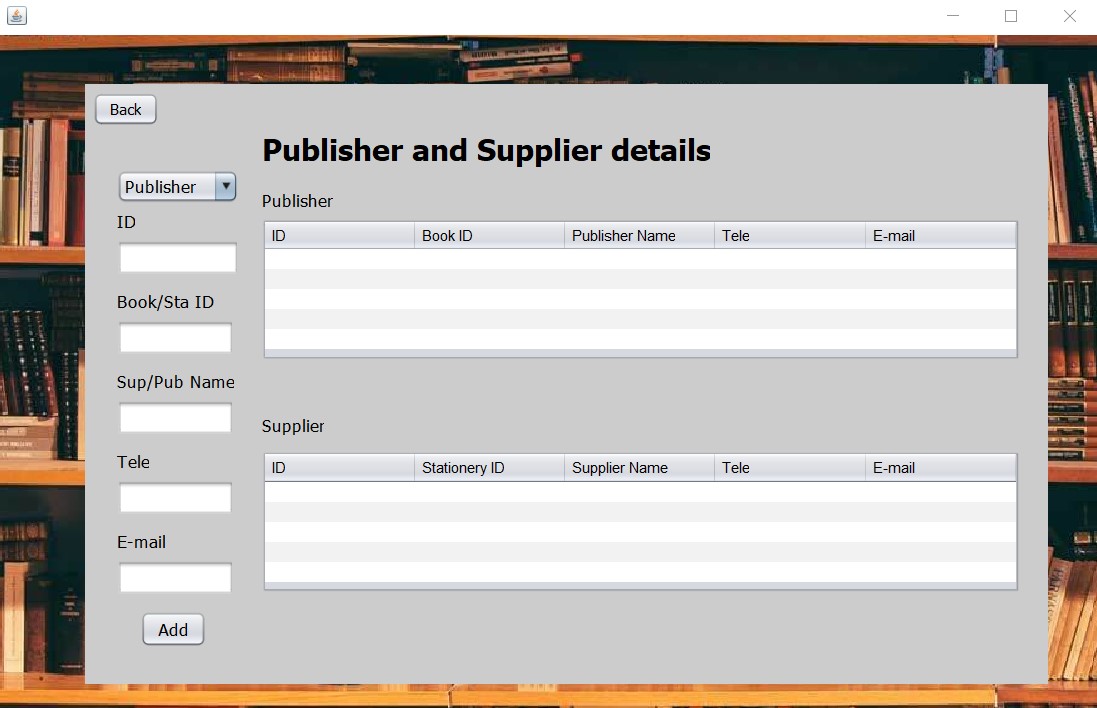 Back
Publisher and Supplier details
Publisher
ID
Book/Sta ID
Sup/Pub Name
Tele
E-mail
Add
Publisher
ID Book ID Publisher Name Tele E-mail
Supplier
ID Stationery ID Supplier Name Tele E-mail